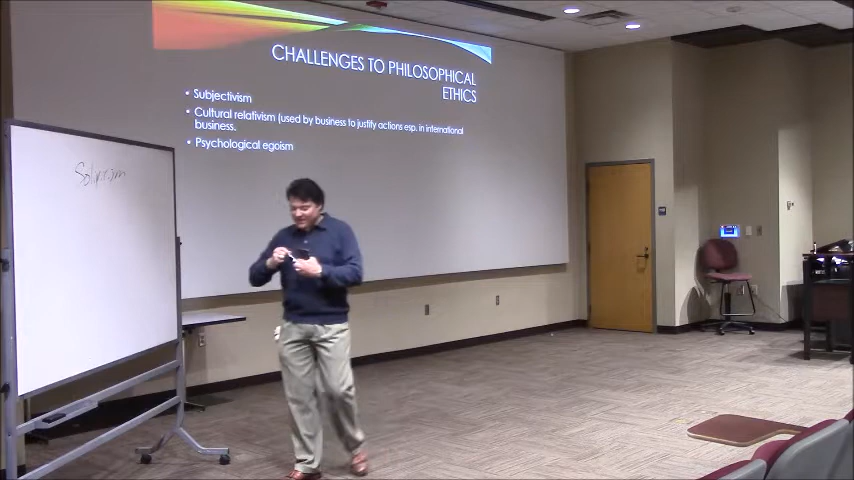 CHALLENGES TO PHILOSOPHICAL
ETHICS
• Subjectivism
• Cultural relativism (used by business to justify actions esp. in international
business.
• Psychological egoism
Solipsism